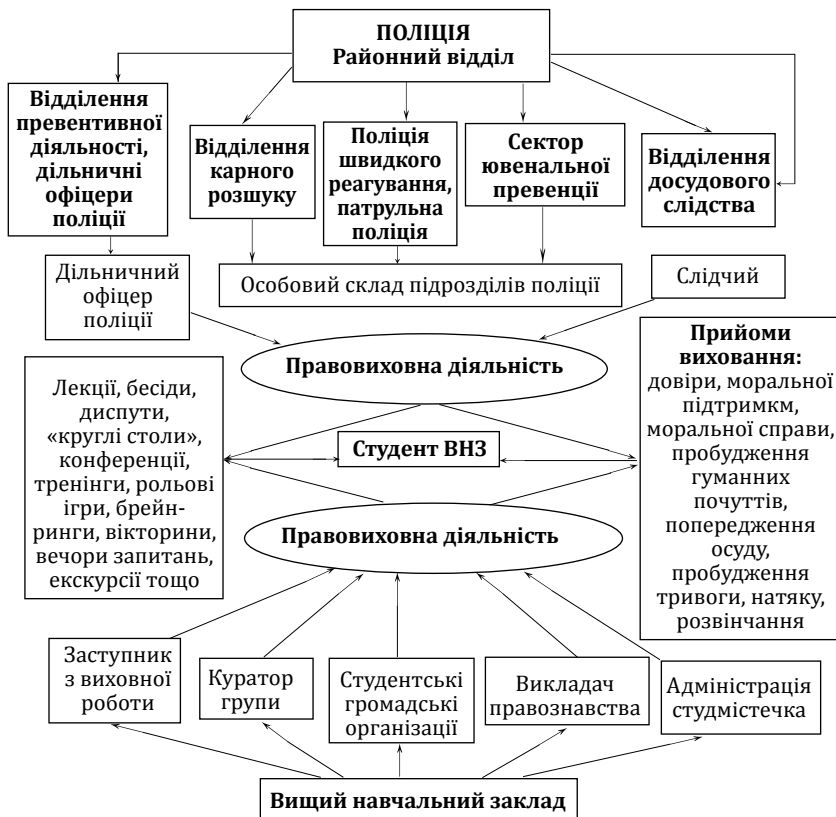 ПОЛІЦІЯ
Районний відділ
Відділення
превентивної
діяльності,
дільничні
офіцери
поліції
Відділення
карного
розшуку
Поліція
швидкого
реагування,
патрульна
поліція
Сектор
ювенальної
превенції
Відділення
досудового
слідства
Дільничний
офіцер
поліції
Особовий склад підрозділів поліції
Слідчий
Правовиховна діяльність
Лекції, бесіди,
диспути,
«круглі столи»,
конференції,
тренінги, рольові
ігри, брейн-
ринги, вікторини,
вечори запитань,
екскурсії тощо
Студент ВНЗ
Прийоми
виховання:
довіри, моральної
підтримкм,
моральної справи,
пробудження
гуманних
почуттів,
попередження
осуду,
пробудження
тривоги, натяку,
розвінчання
Правовиховна діяльність
Заступник
з виховної
роботи
Куратор
групи
Студентські
громадські
організації
Викладач
правознавства
Адміністрація
студмістечка
Вищий навчальний заклад